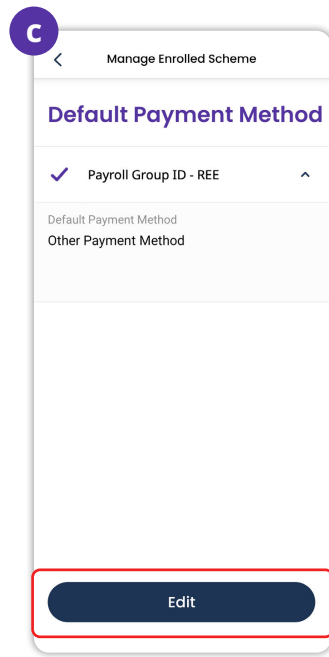 C
Manage Enrolled Scheme
Default Payment Method
Payroll Group ID - REE
Default Payment Method
Other Payment Method
Edit